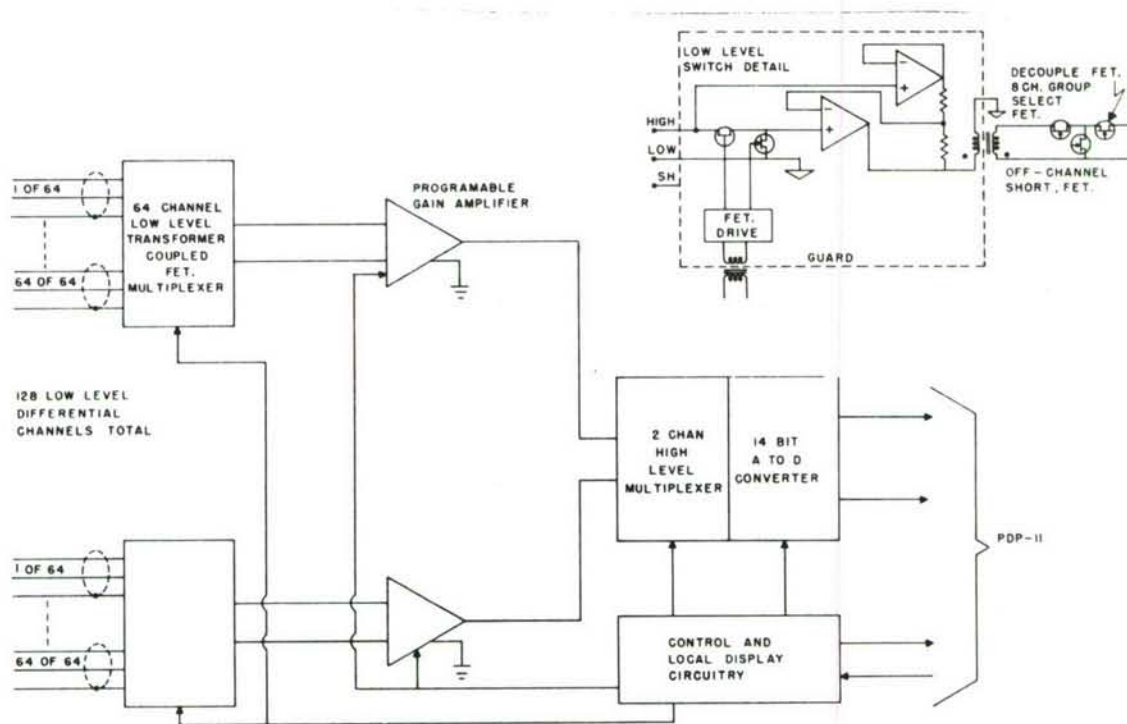 LOW LEVEL
SWITCH DETAIL
-
+
-
+
DECOUPLE FET.
8 CH. GROUP
SELECT
FET.
HIGH
LOW
SH
OFF-CHANNEL
SHORT, FET.
FET.
DRIVE
GUARD
1 OF 64
64 OF 64
64 CHANNEL
LOW LEVEL
TRANSFORMER
COUPLED
FET.
MULTIPLEXER
PROGRAMABLE
GAIN AMPLIFIER
128 LOW LEVEL
DIFFERENTIAL
CHANNELS TOTAL
2 CHAN
HIGH
LEVEL
MULTIPLEXER
14 BIT
A TO D
CONVERTER
PDP-11
1 OF 64
64 OF 64
CONTROL AND
LOCAL DISPLAY
CIRCUITRY